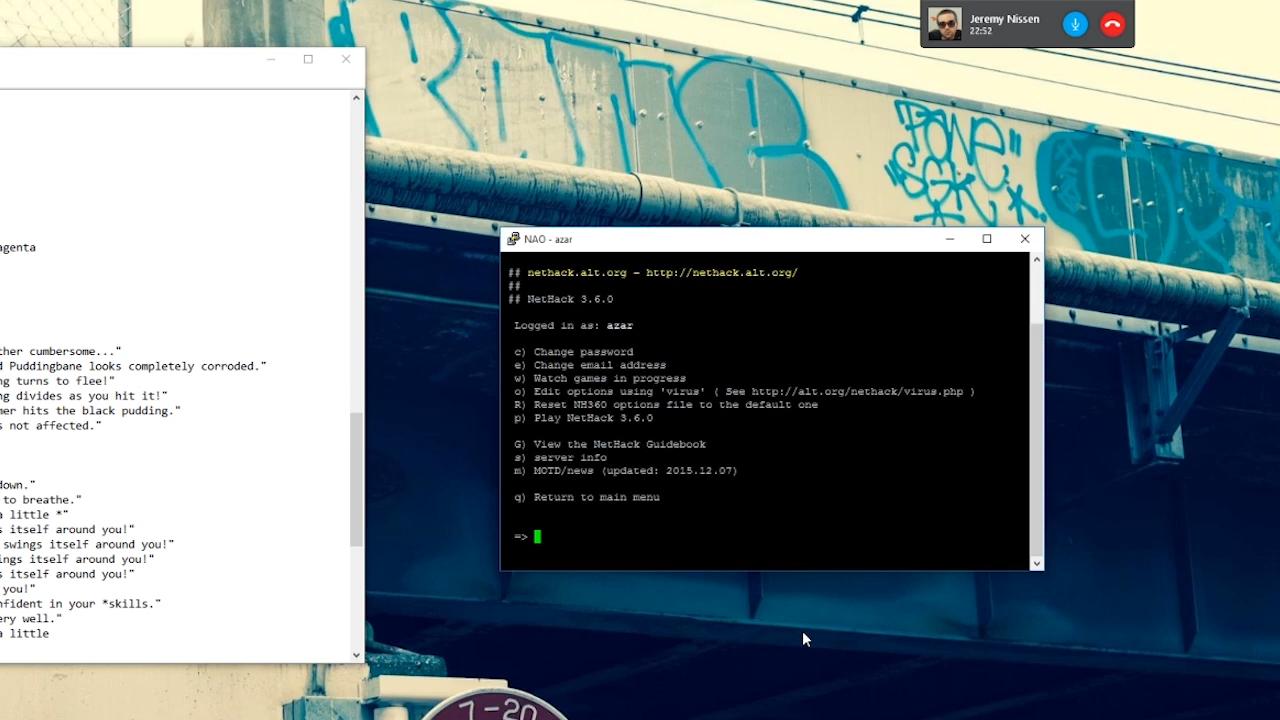 Jeremy Nissen
22:52
agenta
ther cumbersome..."
d Puddingbane looks completely corroded."
ng turns to flee!"
ng divides as you hit it!"
mer hits the black pudding."
s not affected."
down."
to breathe."
a little *"
s itself around you!"
swings itself around you!"
ings itself around you!"
s itself around you!"
you!"
nfident in your *skills."
ery well."
a little
NAO - azar
## nethack.alt.org - http://nethack.alt.org/
##
## NetHack 3.6.0
Logged in as: azar
c) Change password
e) Change email address
w) Watch games in progress
o) Edit options using 'virus' ( See http://alt.org/nethack/virus.php )
R) Reset NH360 options file to the default one
p) Play NetHack 3.6.0
G) View the NetHack Guidebook
s) server info
m) MOTD/news (updated: 2015.12.07)
q) Return to main menu
=>
PANE
SGK
7-20